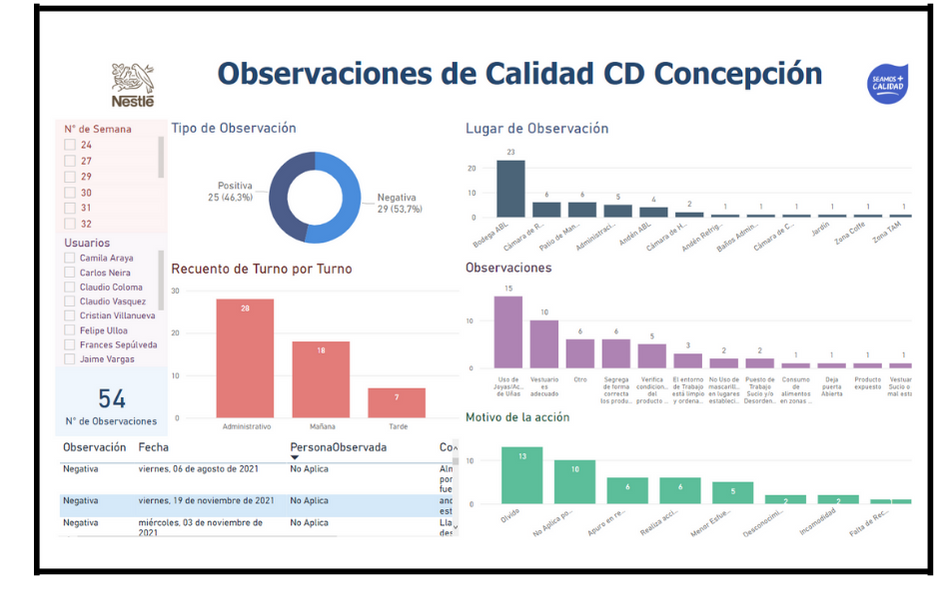 Observaciones de Calidad CD Concepción
Nestlé
SEAMOS +
CALIDAD
N° de Semana
24
27
29
30
31
32
Usuarios
Camila Araya
Carlos Neira
Claudio Coloma
Claudio Vasquez
Cristian Villanueva
Felipe Ulloa
Frances Sepúlveda
Jaime Vargas
54
N° de Observaciones
Tipo de Observación
Positiva
25 (46,3%)
Negativa
29 (53,7%)
Recuento de Turno por Turno
30
20
10
0
28
18
7
Administrativo
Mañana
Tarde
Lugar de Observación
20
10
0
23
6
6
5
4
2
1
1
1
1
1
1
Bodega ABL
Cámara de R...
Patio de Man...
Administraci...
Andén ABL
Cámara de H...
Andén Refrig...
Baños Admin...
Cámara de C...
Jardín
Zona Coffe
Zona TAM
Observaciones
10
0
15
10
6
6
5
3
2
2
1
1
1
1
Uso de
Joyas/Ac...
de Uñas
Vestuario
es
adecuado
Otro
Segrega
de forma
correcta
los produ...
Verifica
condicion...
del
producto ...
El entorno
de Trabajo
está limpio
y ordena...
No Uso de
mascarill...
en lugares
estableci...
Puesto de
Trabajo
Sucio y/o
Desorden...
Consumo
de
alimentos
en zonas ...
Deja
puerta
Abierta
Producto
expuesto
Vestuar
Sucio o
mal esta
Motivo de la acción
10
0
13
10
6
6
5
2
2
Olvido
No Aplica po...
Apuro en re...
Realiza acci...
Menor Esfue...
Desconocimi...
Incomodidad
Falta de Rec...
Observación Fecha PersonaObservada Co
Negativa viernes, 06 de agosto de 2021 No Aplica Aln
por
fue
Negativa viernes, 19 de noviembre de 2021 No Aplica and
est
Negativa miércoles, 03 de noviembre de No Aplica Lla
2021 des